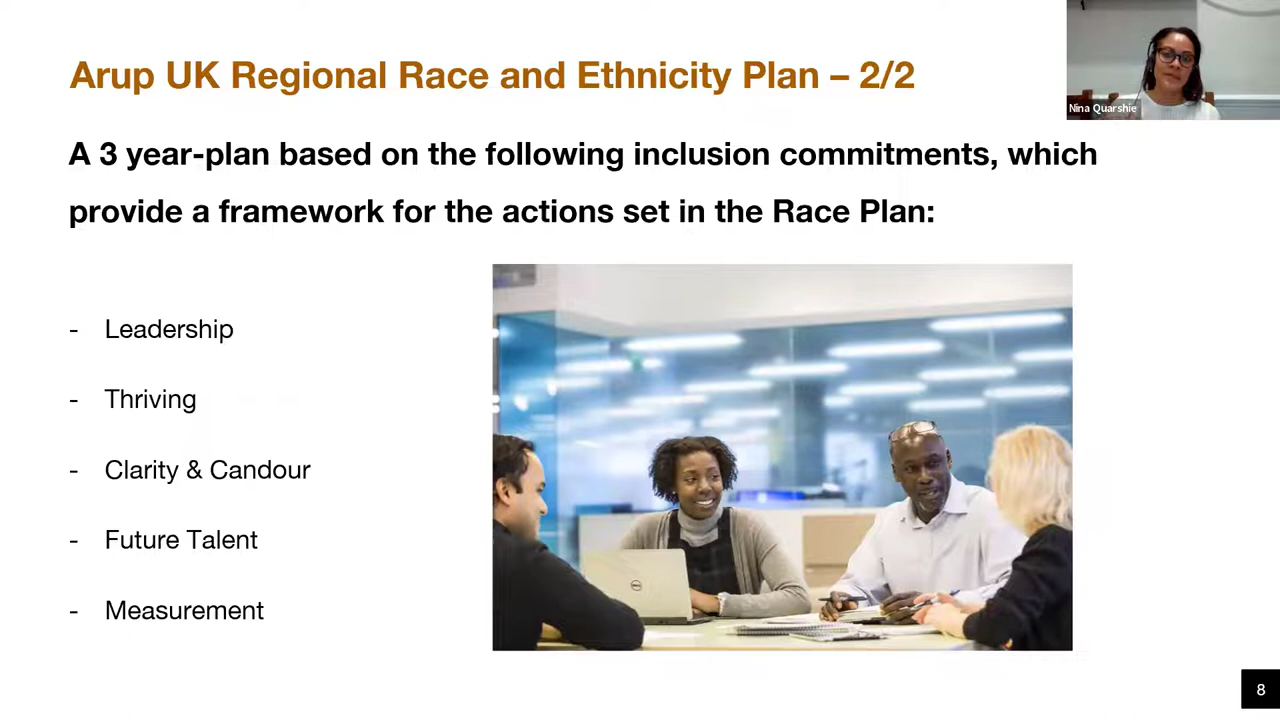 Arup UK Regional Race and Ethnicity Plan – 2/2
Nina Quarshie
A 3 year-plan based on the following inclusion commitments, which
provide a framework for the actions set in the Race Plan:
- Leadership
- Thriving
- Clarity & Candour
- Future Talent
- Measurement
DELL
8